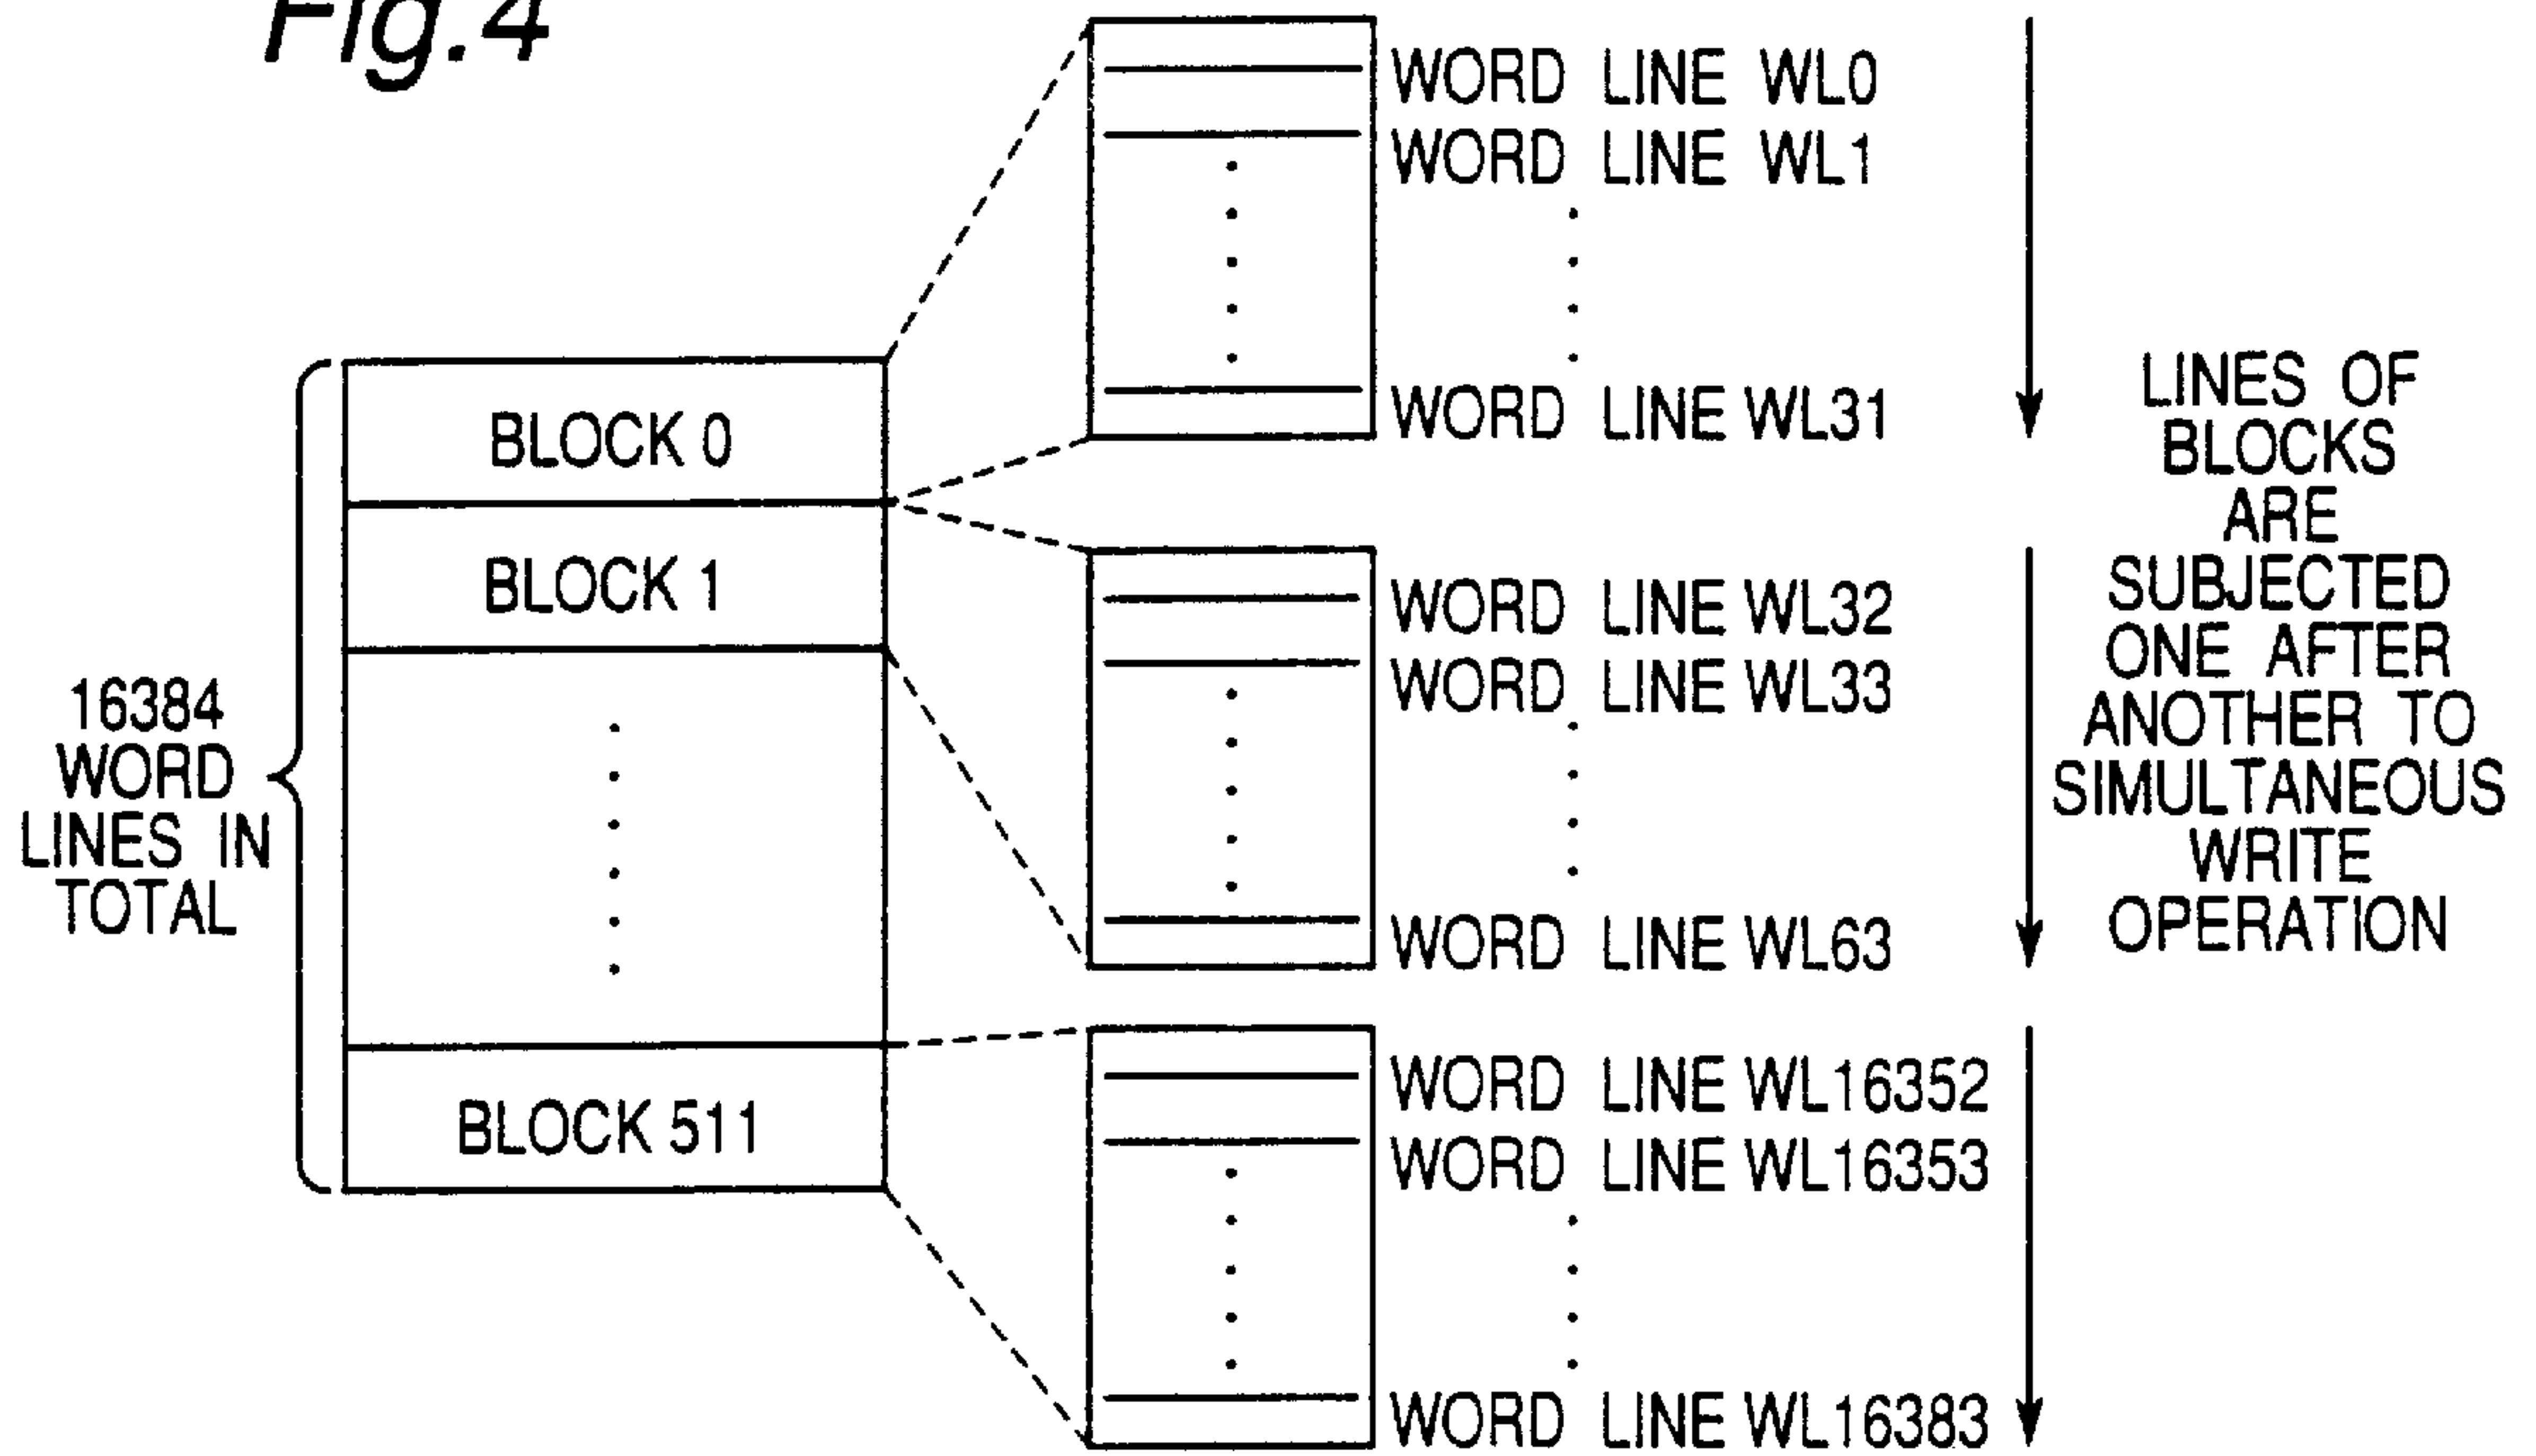 Fig.4
WORD LINE WL0
WORD LINE WL1
WORD LINE WL31
BLOCK 0
BLOCK 1
BLOCK 511
16384
WORD
LINES IN
TOTAL
WORD LINE WL32
WORD LINE WL33
WORD LINE WL63
WORD LINE WL16352
WORD LINE WL16353
WORD LINE WL16383
LINES OF
BLOCKS
ARE
SUBJECTED
ONE AFTER
ANOTHER TO
SIMULTANEOUS
WRITE
OPERATION